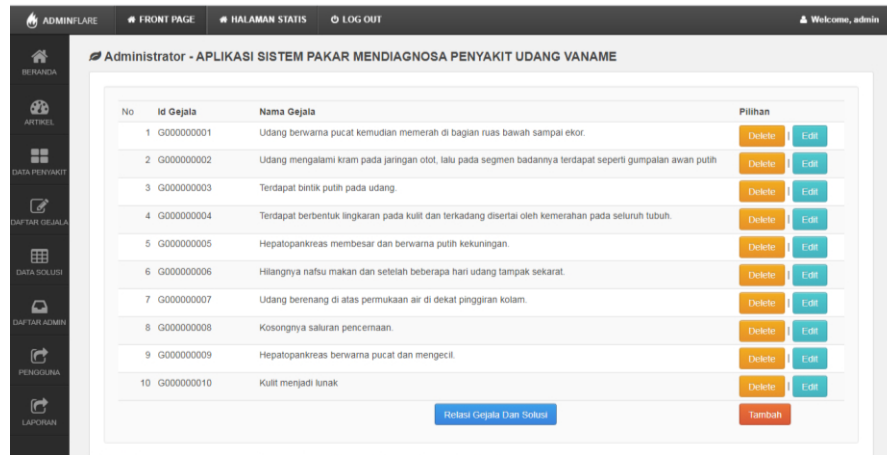 ADMINFLARE FRONT PAGE HALAMAN STATIS LOG OUT Welcome, admin
Administrator - APLIKASI SISTEM PAKAR MENDIAGNOSA PENYAKIT UDANG VANAME
BERANDA
ARTIKEL
DATA PENYAKIT
DAFTAR GEJALA
DATA SOLUSI
DAFTAR ADMIN
PENGGUNA
LAPORAN
No Id Gejala Nama Gejala Pilihan
1 G000000001 Udang berwarna pucat kemudian memerah di bagian ruas bawah sampai ekor. Delete | Edit
2 G000000002 Udang mengalami kram pada jaringan otot, lalu pada segmen badannya terdapat seperti gumpalan awan putih Delete | Edit
3 G000000003 Terdapat bintik putih pada udang. Delete | Edit
4 G000000004 Terdapat berbentuk lingkaran pada kulit dan terkadang disertai oleh kemerahan pada seluruh tubuh. Delete | Edit
5 G000000005 Hepatopankreas membesar dan berwarna putih kekuningan. Delete | Edit
6 G000000006 Hilangnya nafsu makan dan setelah beberapa hari udang tampak sekarat. Delete | Edit
7 G000000007 Udang berenang di atas permukaan air di dekat pinggiran kolam. Delete | Edit
8 G000000008 Kosongnya saluran pencernaan. Delete | Edit
9 G000000009 Hepatopankreas berwarna pucat dan mengecil. Delete | Edit
10 G000000010 Kulit menjadi lunak Delete | Edit
Relasi Gejala Dan Solusi Tambah